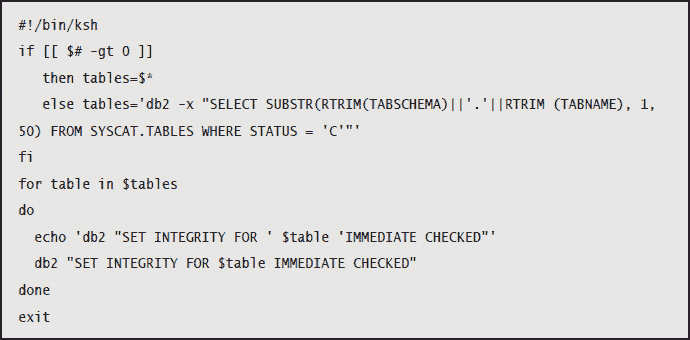 #!/bin/ksh
if [[ $# -gt 0 ]]
then tables=$*
else tables='db2 -x "SELECT SUBSTR(RTRIM(TABSCHEMA)||'.'||RTRIM (TABNAME), 1,
50) FROM SYSCAT.TABLES WHERE STATUS = 'C'"'
fi
for table in $tables
do
echo 'db2 "SET INTEGRITY FOR ' $table 'IMMEDIATE CHECKED"'
db2 "SET INTEGRITY FOR $table IMMEDIATE CHECKED"
done
exit